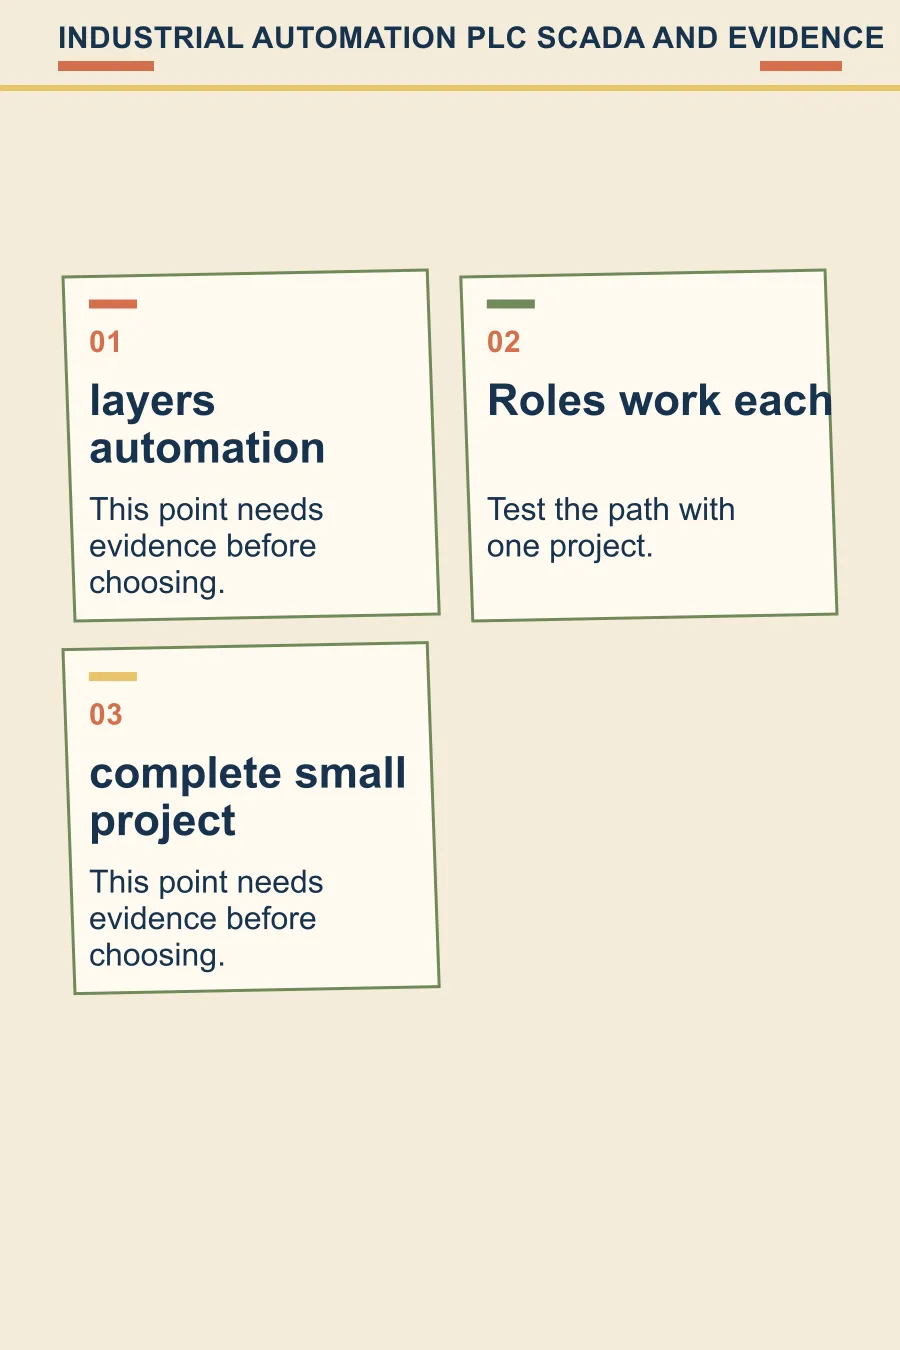 INDUSTRIAL AUTOMATION PLC SCADA AND EVIDENCE
01
layers
automation
This point needs
evidence before
choosing.
02
Roles work each
Test the path with
one project.
03
complete small
project
This point needs
evidence before
choosing.